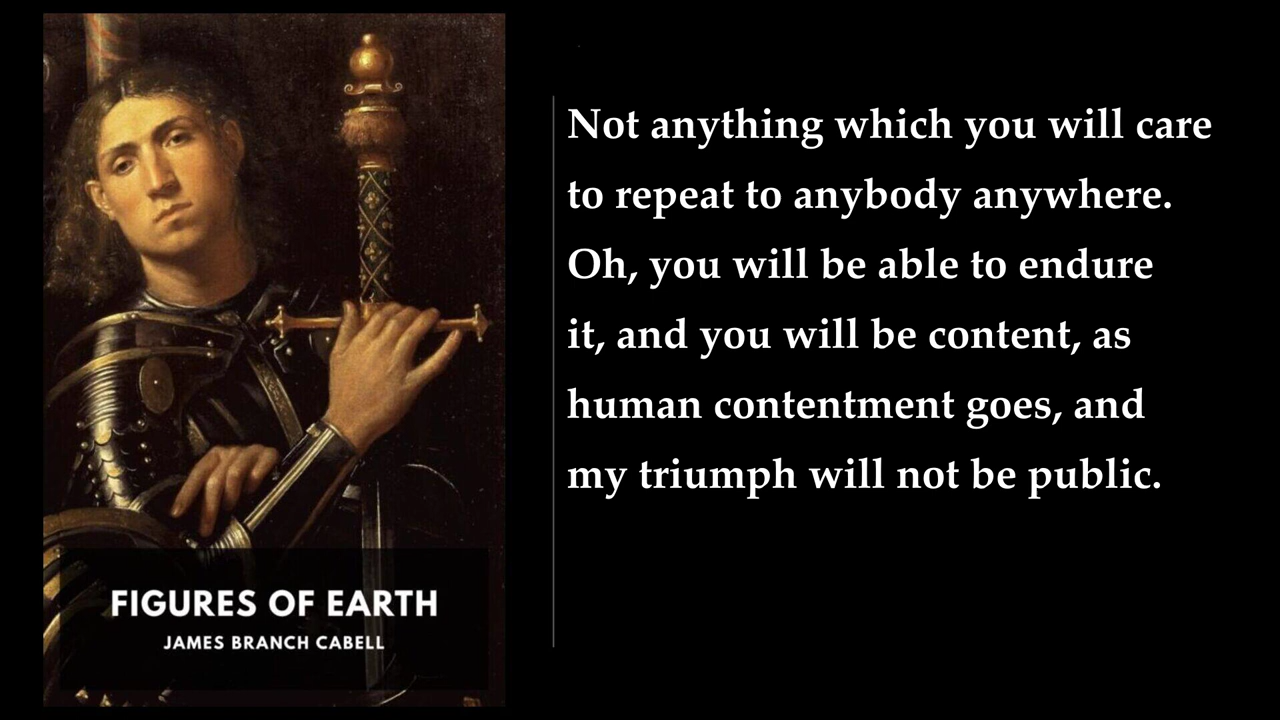 FIGURES OF EARTH
JAMES BRANCH CABELL
Not anything which you will care
to repeat to anybody anywhere.
Oh, you will be able to endure
it, and you will be content, as
human contentment goes, and
my triumph will not be public.